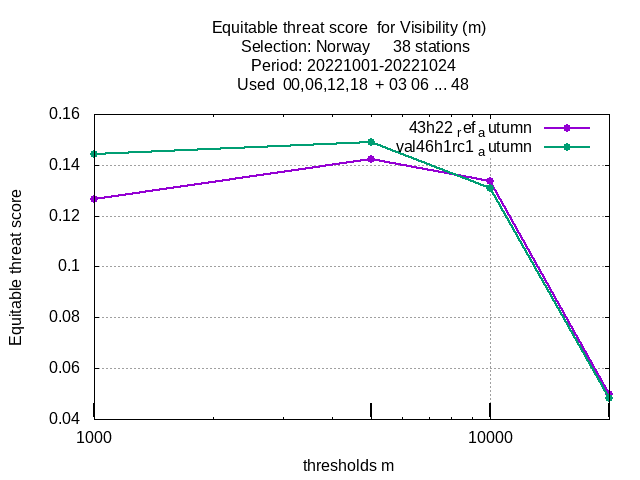 Equitable threat score for Visibility (m)
Selection: Norway 38 stations
Period: 20221001-20221024
Used 00,06,12,18 + 03 06 ... 48
0.16
43h22 ref autumn
val46h1rc1 autumn
0.14
0.12
0.1
0.08
0.06
0.04
Equitable threat score
1000 10000
thresholds m